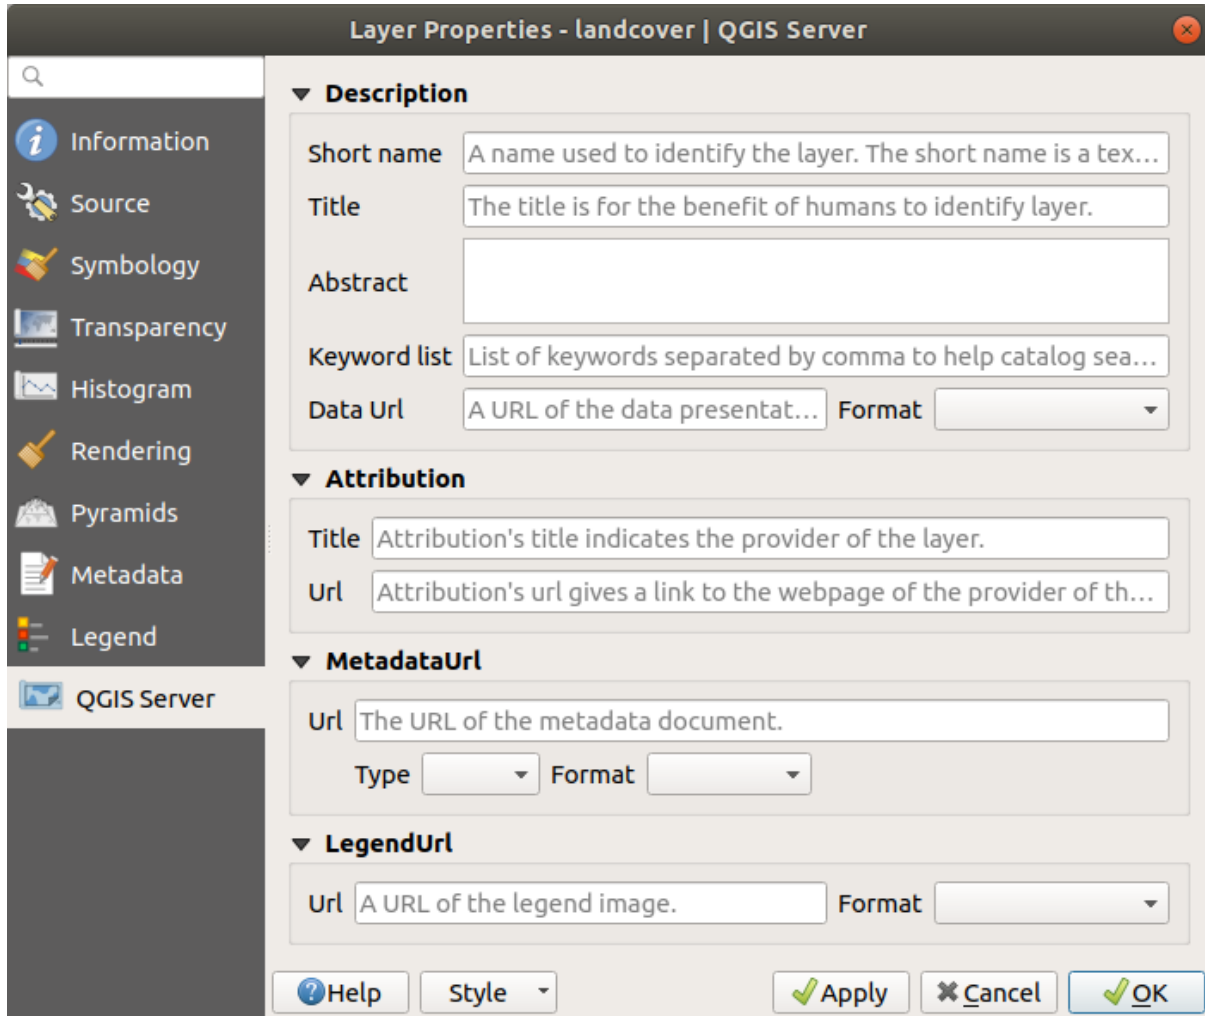 Layer Properties - landcover | QGIS Server
Information
Source
Symbology
Transparency
Histogram
Rendering
Pyramids
Metadata
Legend
QGIS Server
Description
Short name A name used to identify the layer. The short name is a tex...
Title The title is for the benefit of humans to identify layer.
Abstract
Keyword list List of keywords separated by comma to help catalog sea...
Data Url A URL of the data presentat... Format
Attribution
Title Attribution's title indicates the provider of the layer.
Url Attribution's url gives a link to the webpage of the provider of th...
MetadataUrl
Url The URL of the metadata document.
Type Format
LegendUrl
Url A URL of the legend image. Format
Help Style Apply Cancel OK